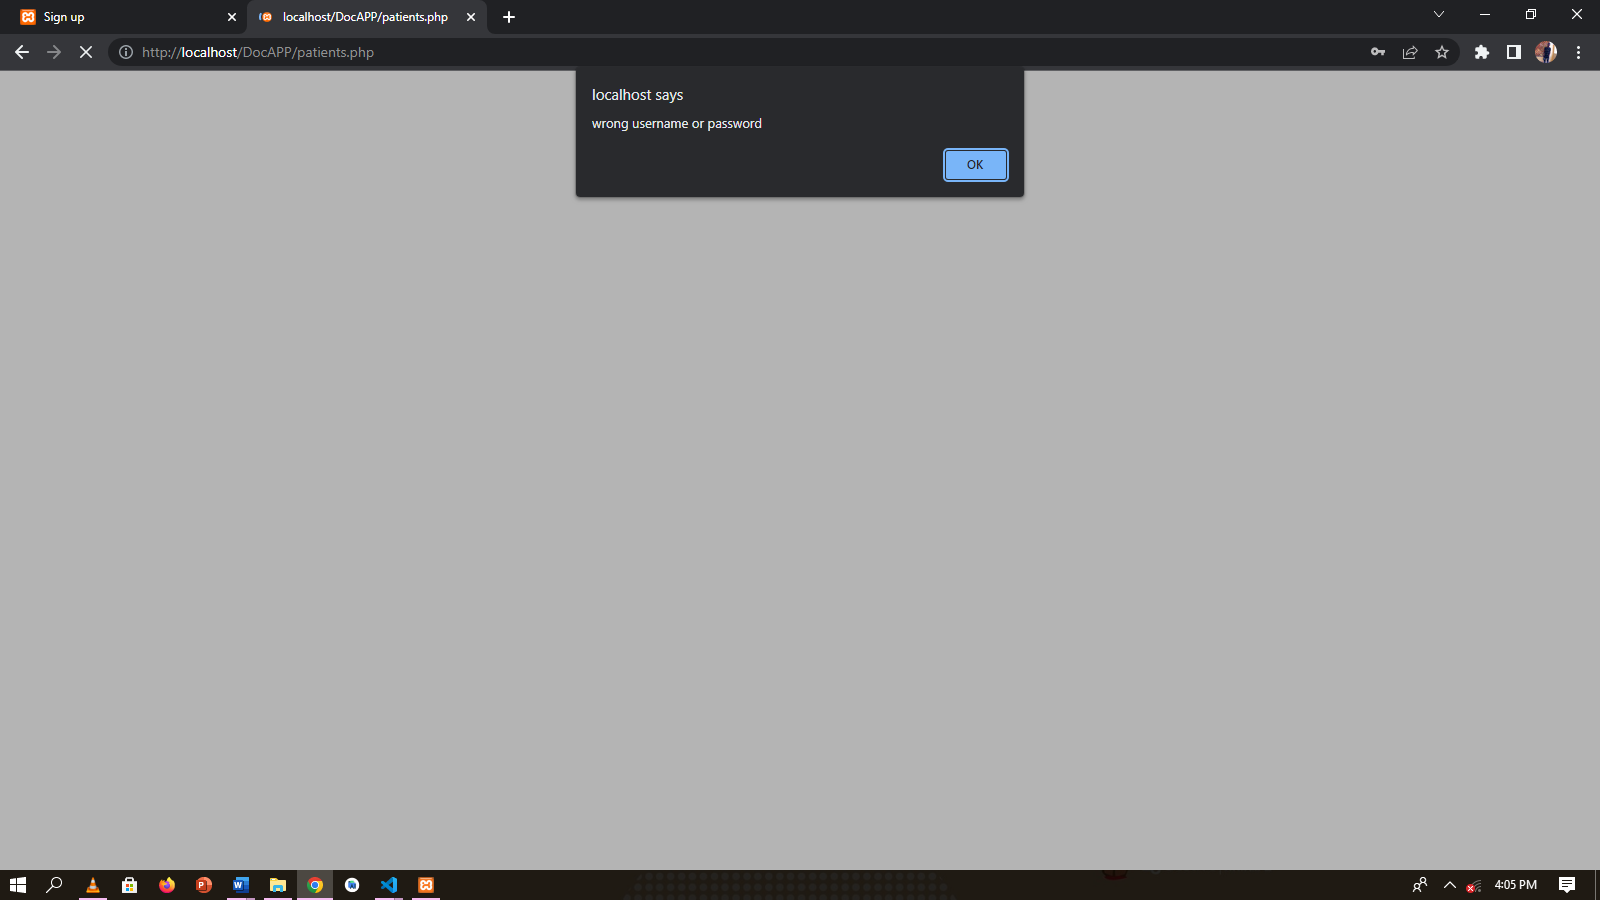 Sign up
localhost/DocAPP/patients.php
http://localhost/DocAPP/patients.php
localhost says
wrong username or password
OK
4:05 PM